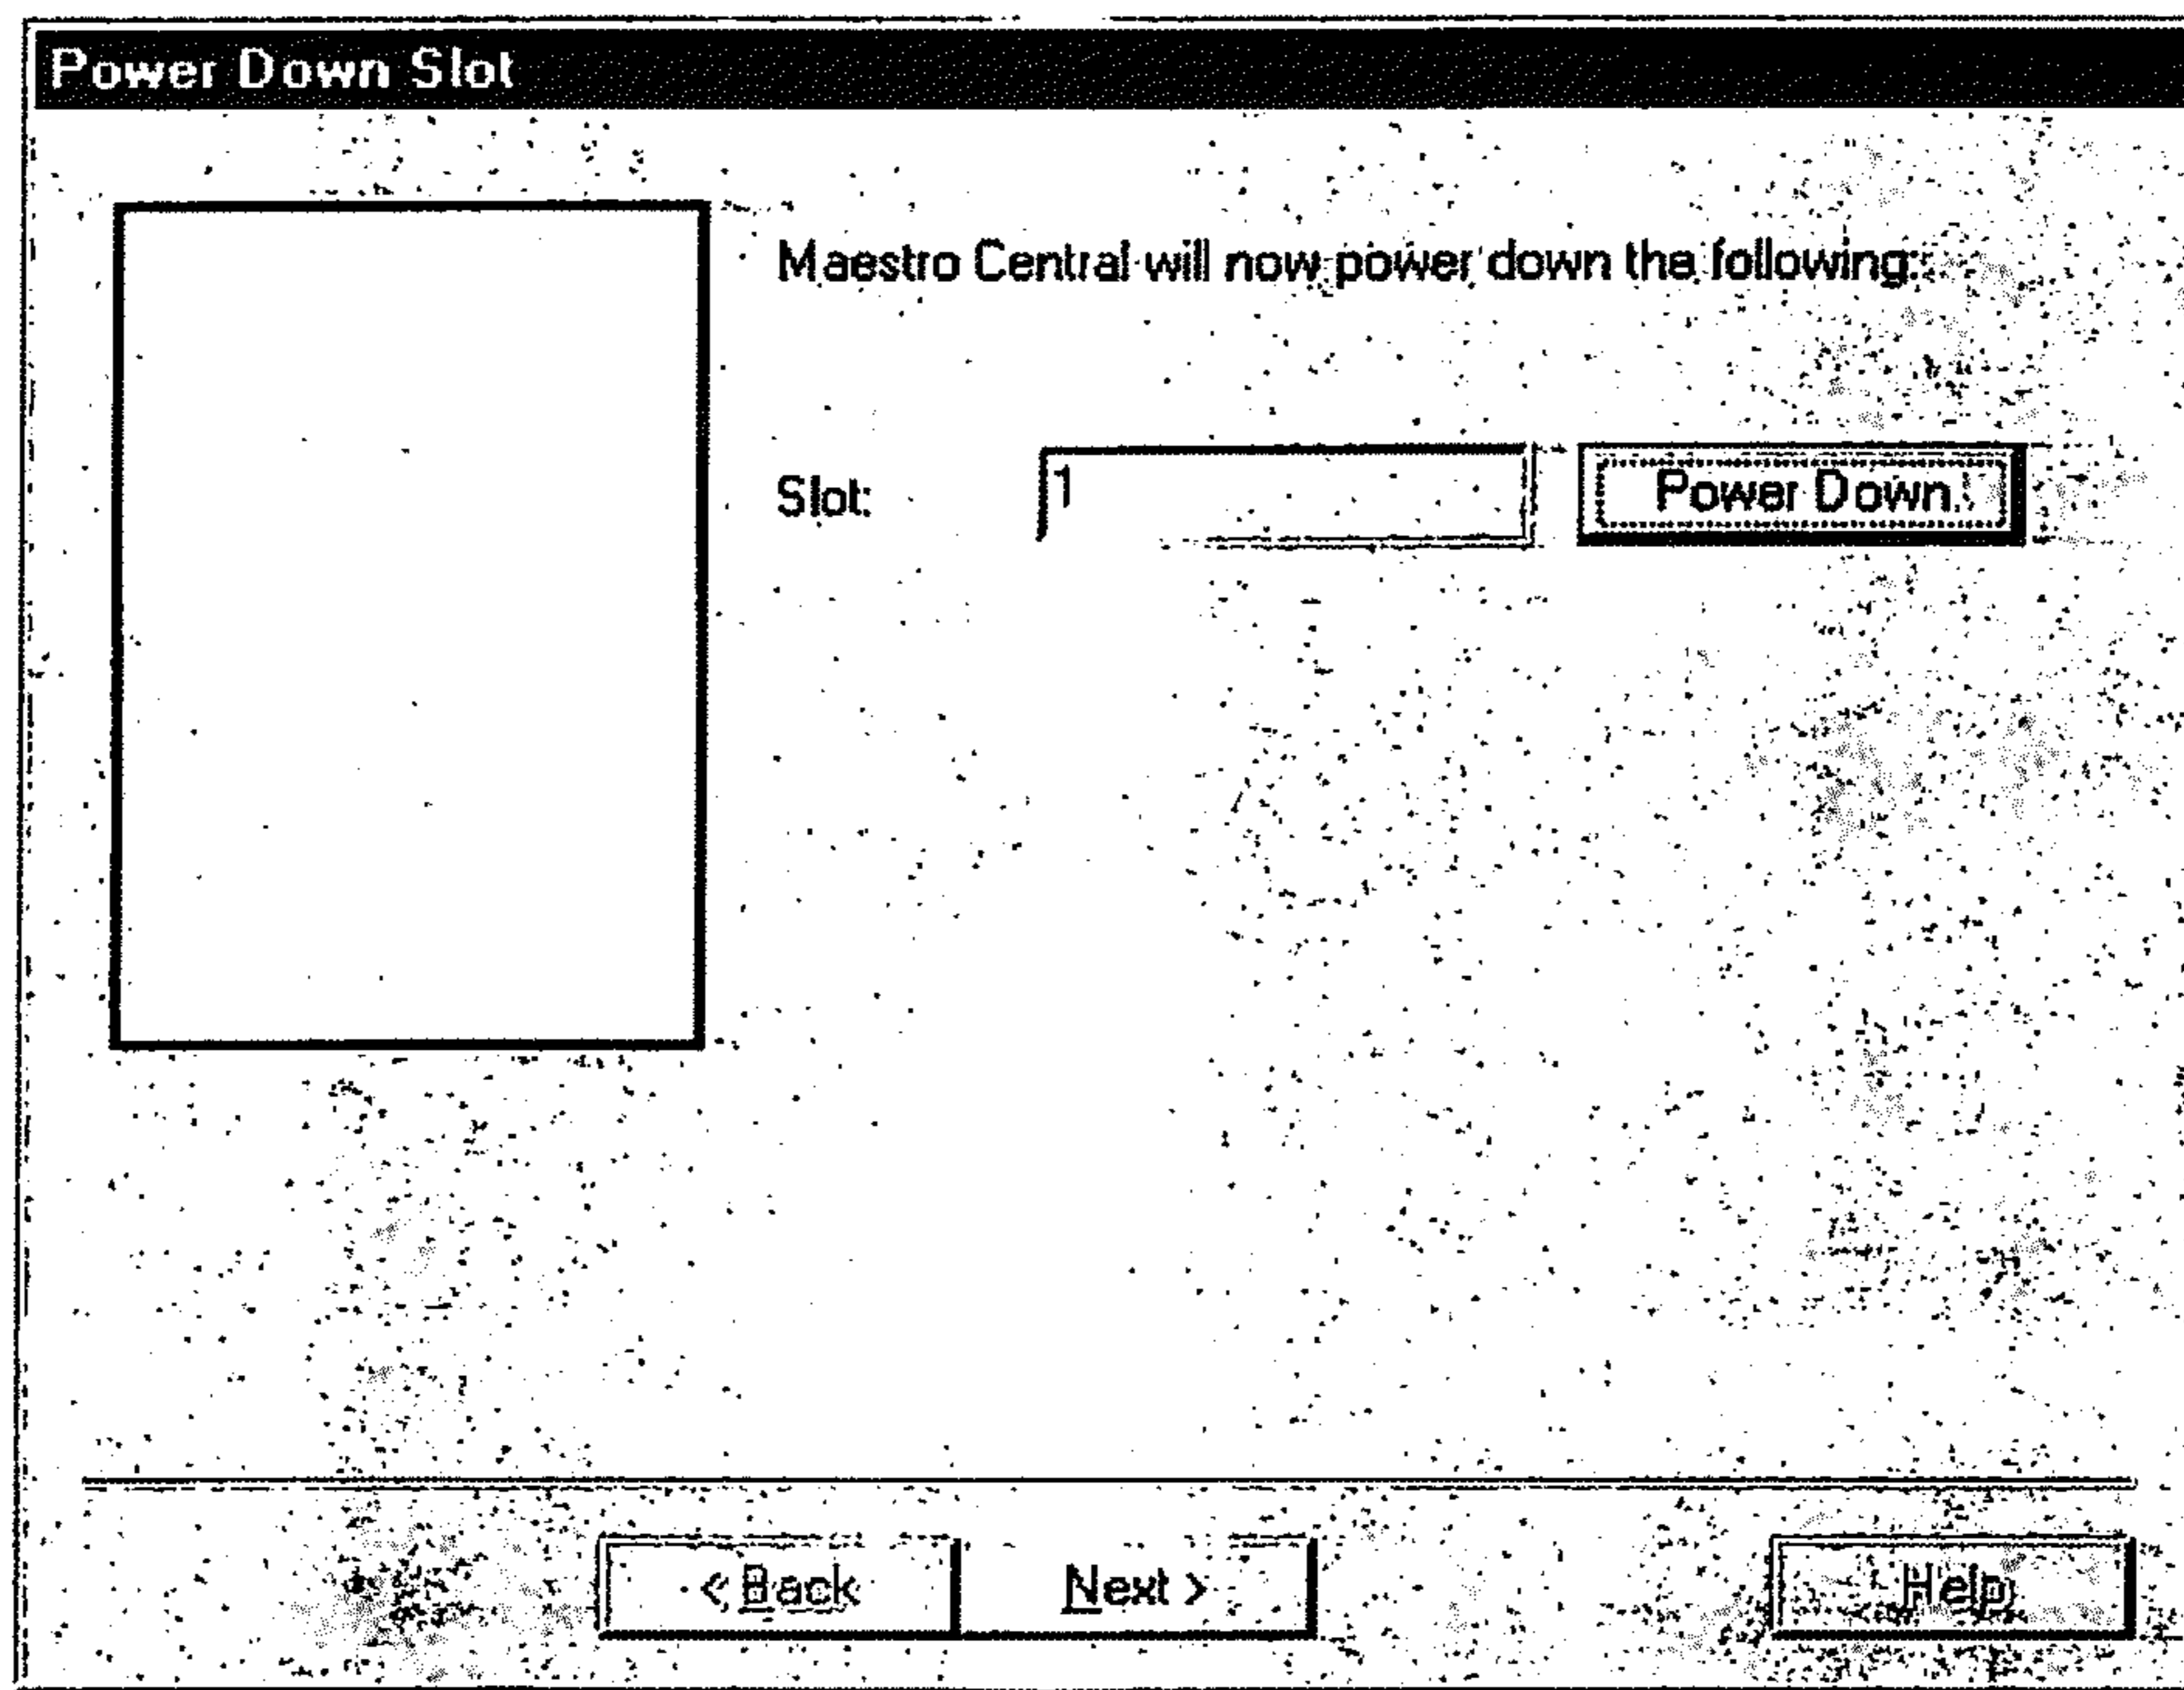 Power Down Slot
Maestro Central will now power down the following:
Slot:
1
Power Down
< Back
Next >
Help